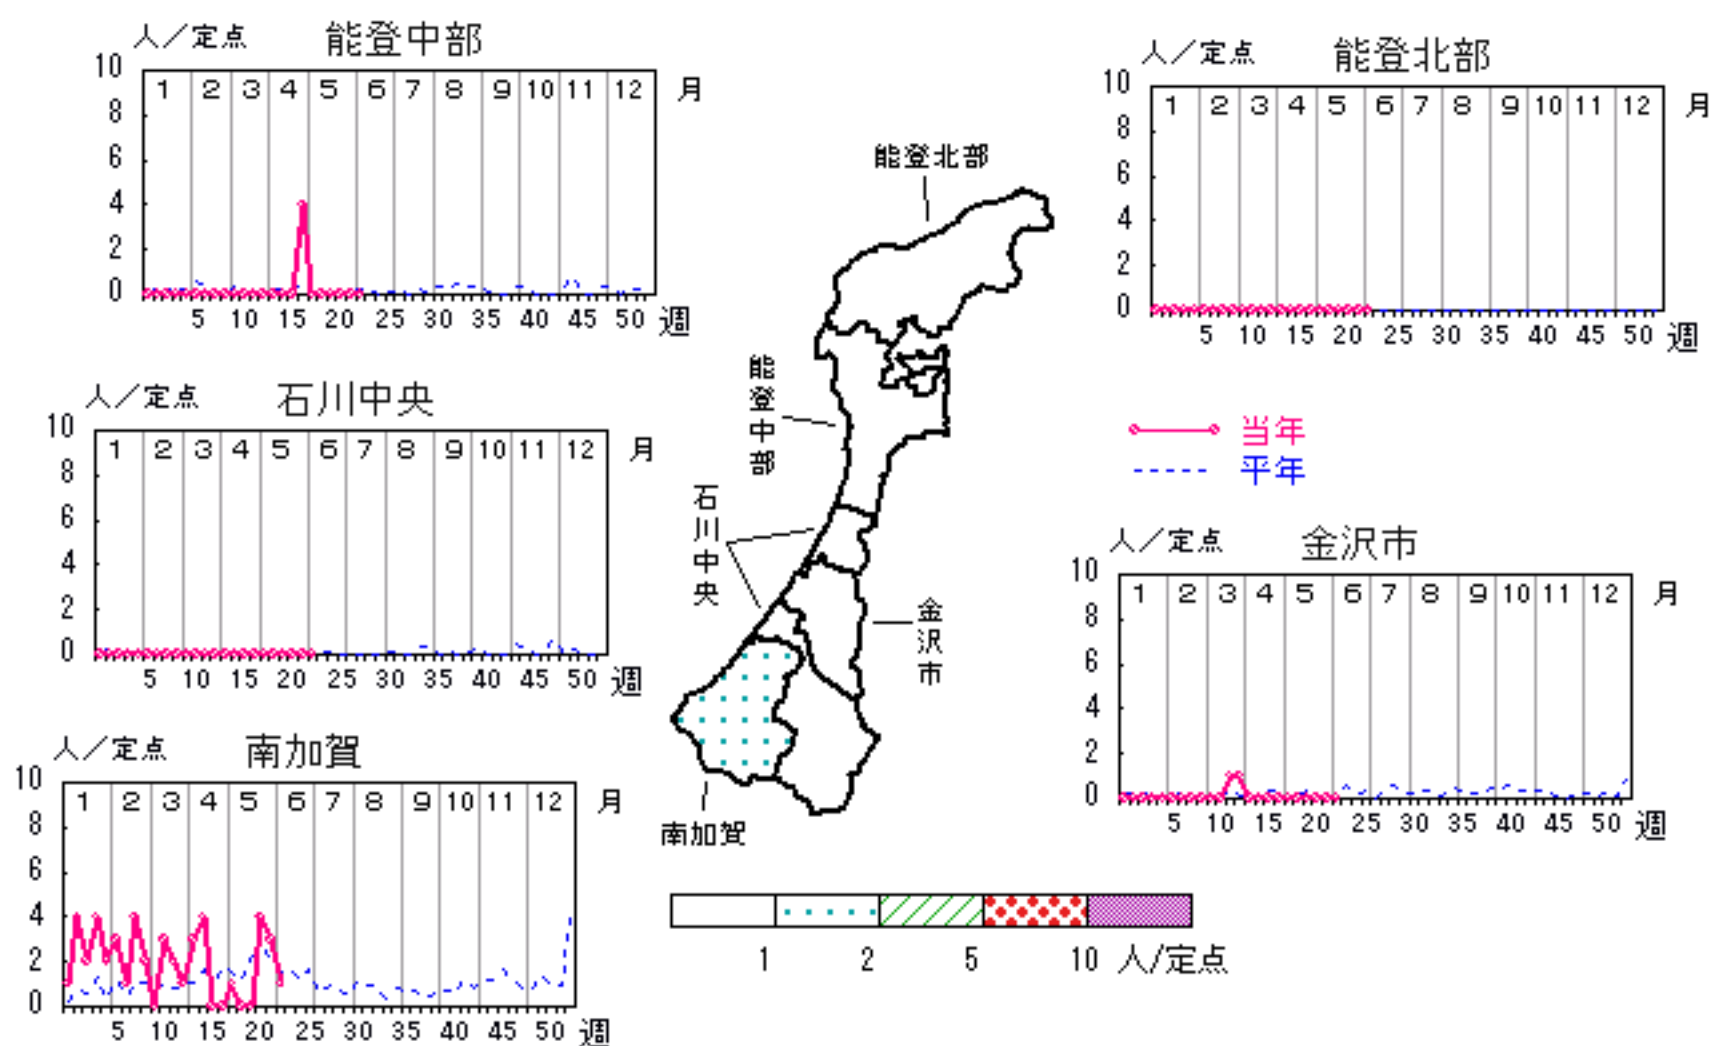 人／定点 能登中部
10 8 6 4 2 0
1 2 3 4 5 6 7 8 9 10 11 12 月
5 10 15 20 25 30 35 40 45 50 週
人／定点 能登北部
10 8 6 4 2 0
1 2 3 4 5 6 7 8 9 10 11 12 月
5 10 15 20 25 30 35 40 45 50 週
人／定点 石川中央
10 8 6 4 2 0
1 2 3 4 5 6 7 8 9 10 11 12 月
5 10 15 20 25 30 35 40 45 50 週
能登北部
能登中部
石川中央
金沢市
南加賀
当年
平年
人／定点 金沢市
10 8 6 4 2 0
1 2 3 4 5 6 7 8 9 10 11 12 月
5 10 15 20 25 30 35 40 45 50 週
人／定点 南加賀
10 8 6 4 2 0
1 2 3 4 5 6 7 8 9 10 11 12 月
5 10 15 20 25 30 35 40 45 50 週
1 2 5 10 人/定点